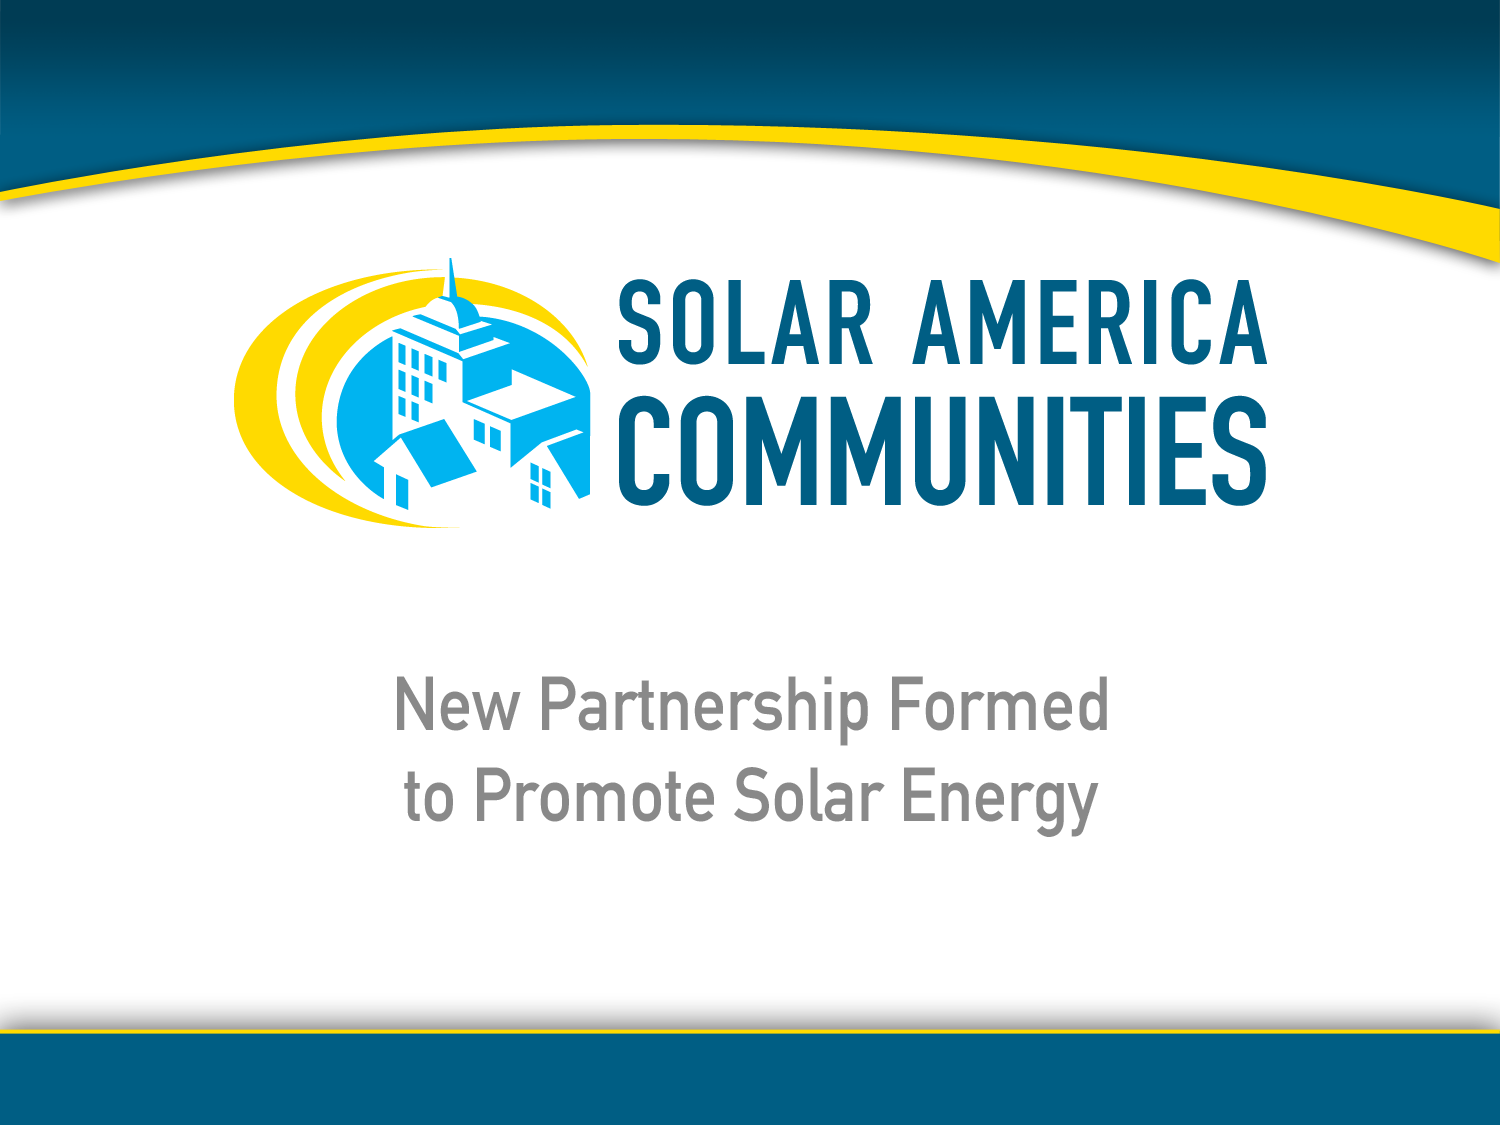 SOLAR AMERICA
COMMUNITIES
New Partnership Formed
to Promote Solar Energy